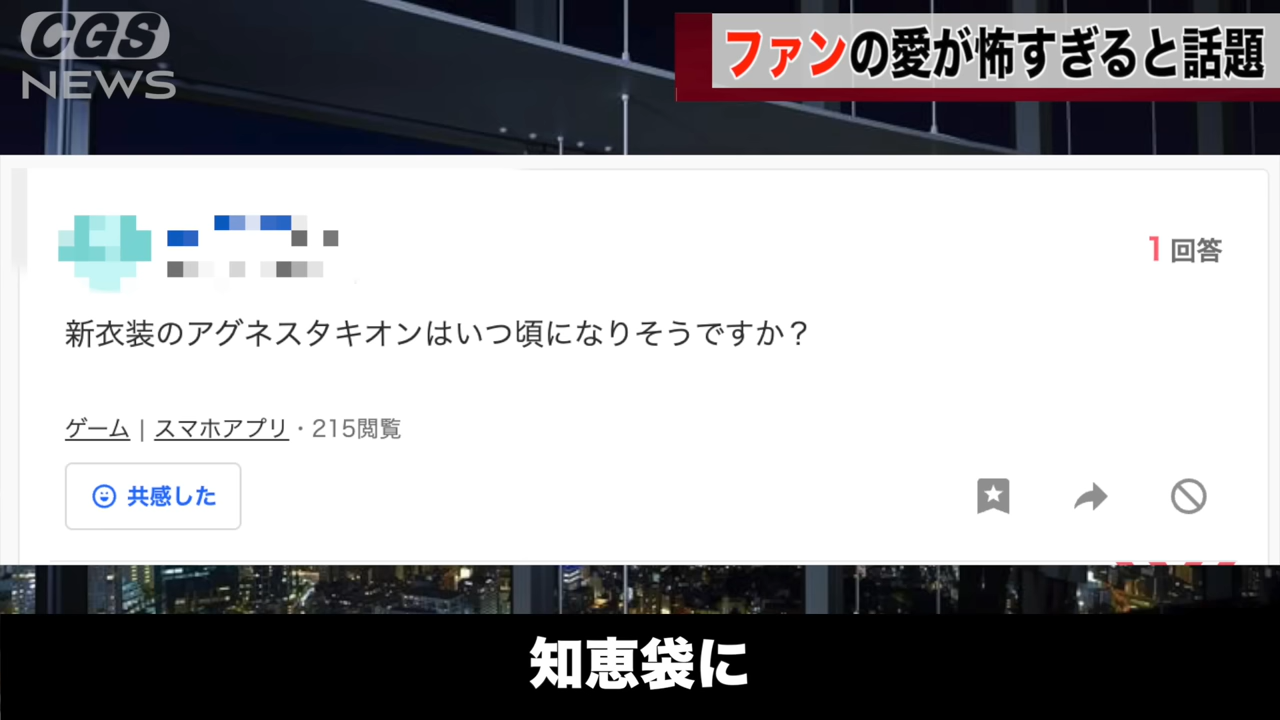 CGS
NEWS
ファンの愛が怖すぎると話題
1回答
新衣装のアグネスタキオンはいつ頃になりそうですか？
ゲーム | スマホアプリ・215閲覧
共感した
知恵袋に